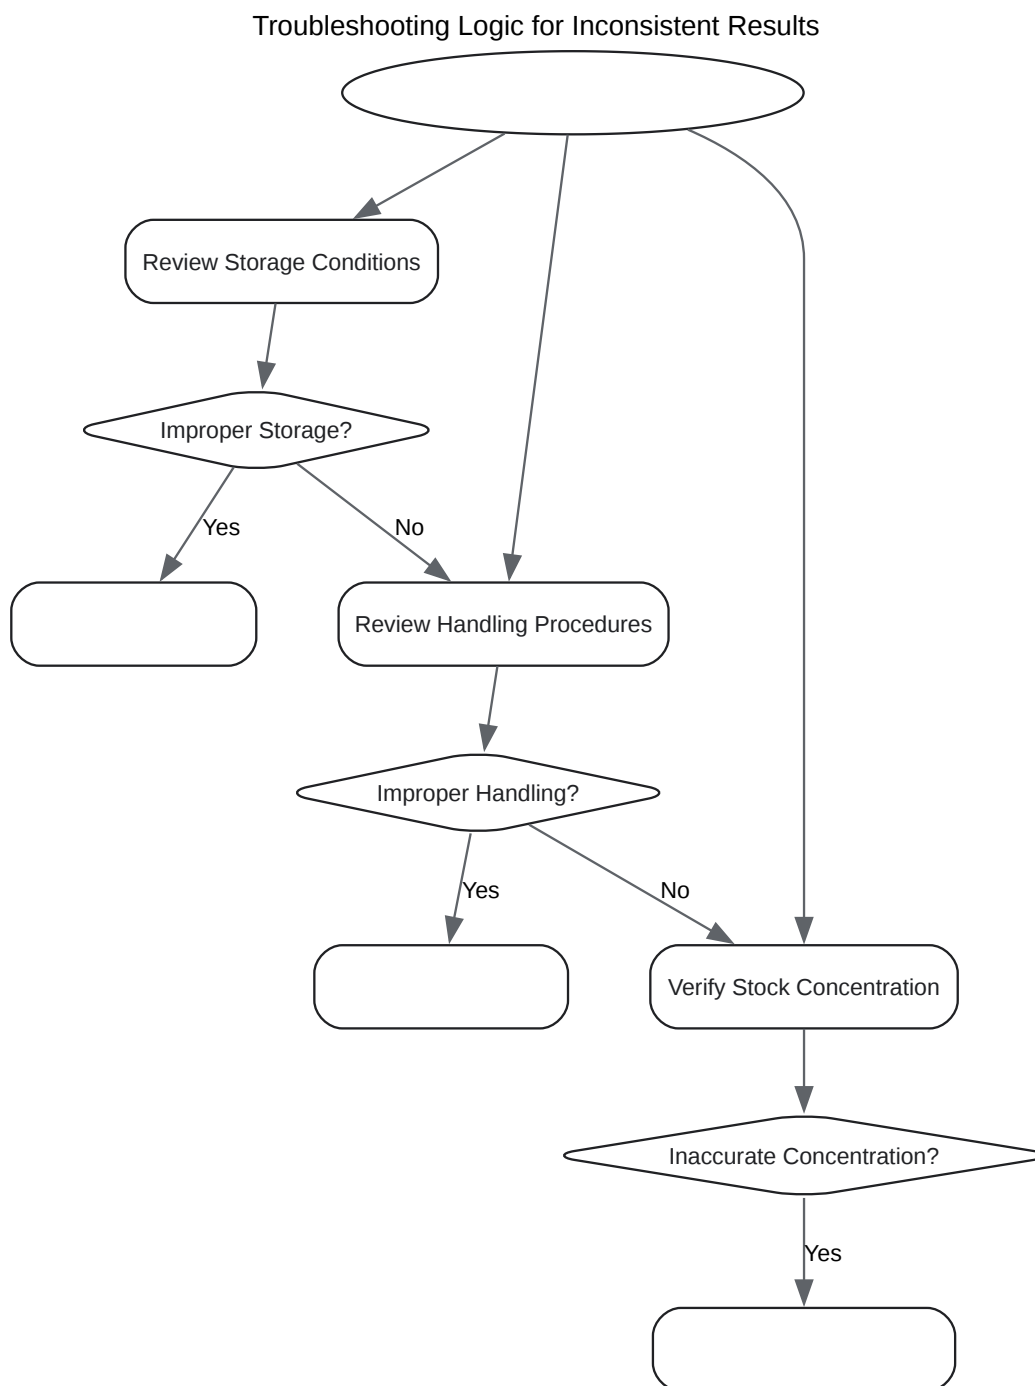 Troubleshooting Logic for Inconsistent Results
Review Storage Conditions
Improper Storage?
Yes
No
Review Handling Procedures
Improper Handling?
Yes
No
Verify Stock Concentration
Inaccurate Concentration?
Yes